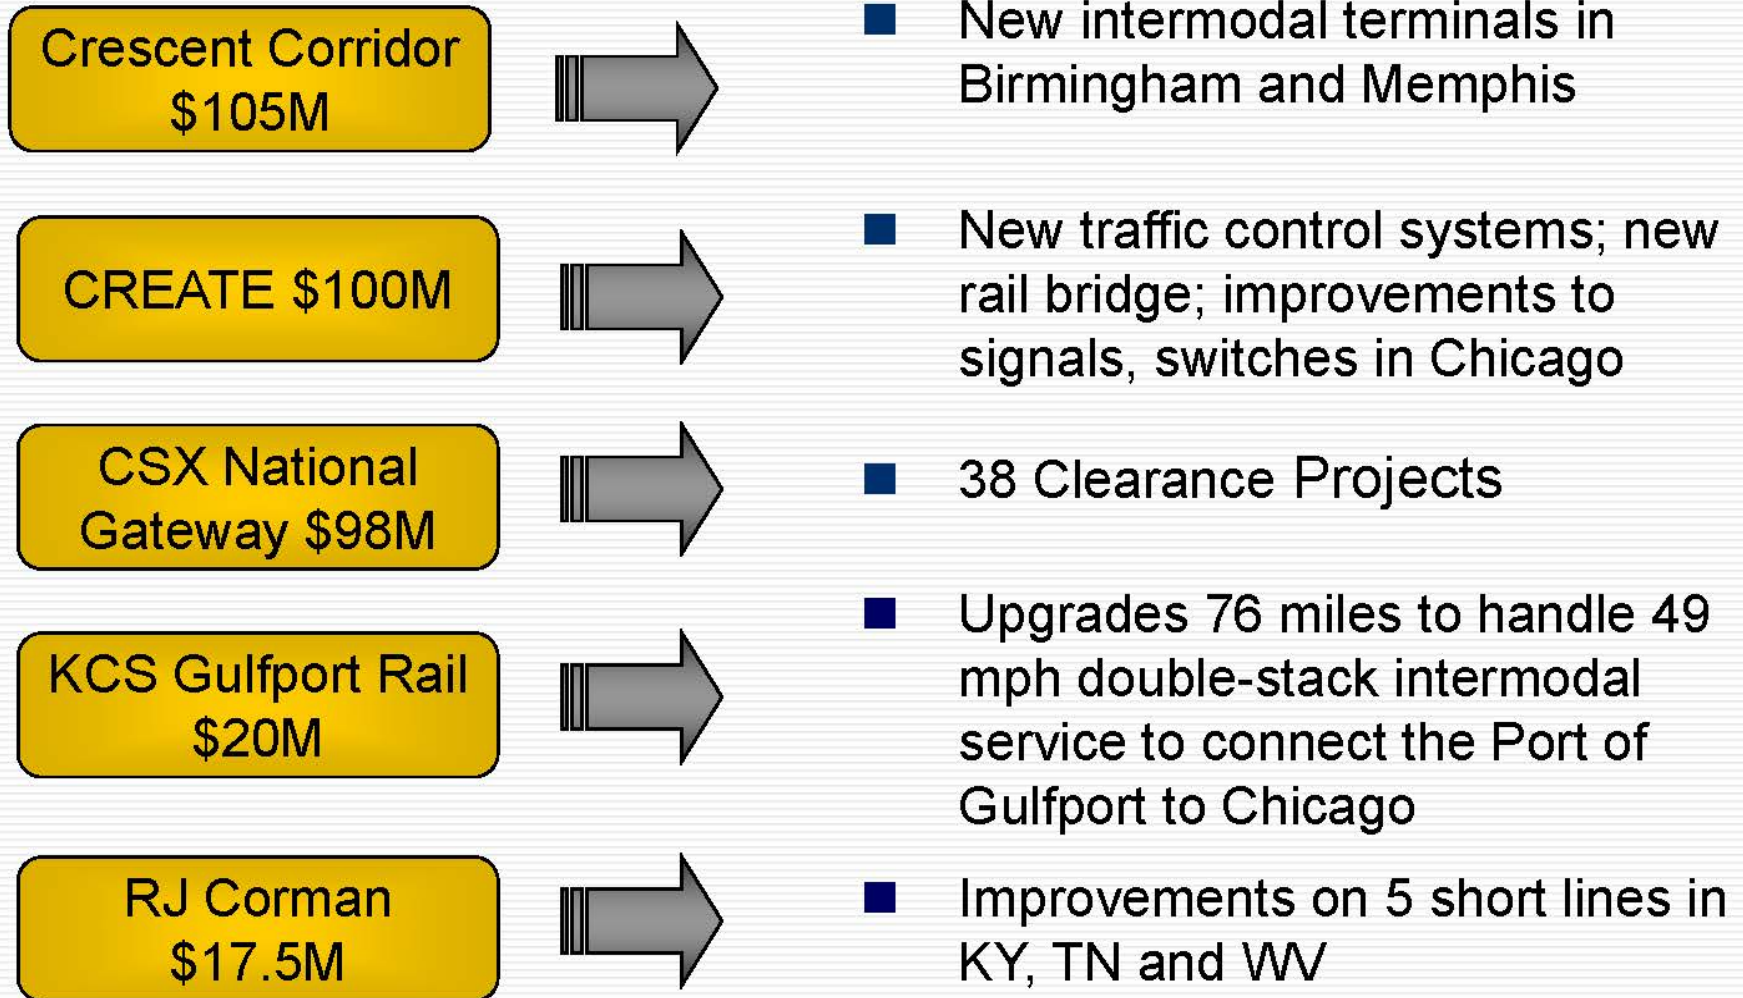 Crescent Corridor
$105M
New intermodal terminals in
Birmingham and Memphis
CREATE $100M
New traffic control systems; new
rail bridge; improvements to
signals, switches in Chicago
CSX National
Gateway $98M
38 Clearance Projects
KCS Gulfport Rail
$20M
Upgrades 76 miles to handle 49
mph double-stack intermodal
service to connect the Port of
Gulfport to Chicago
RJ Corman
$17.5M
Improvements on 5 short lines in
KY, TN and WV